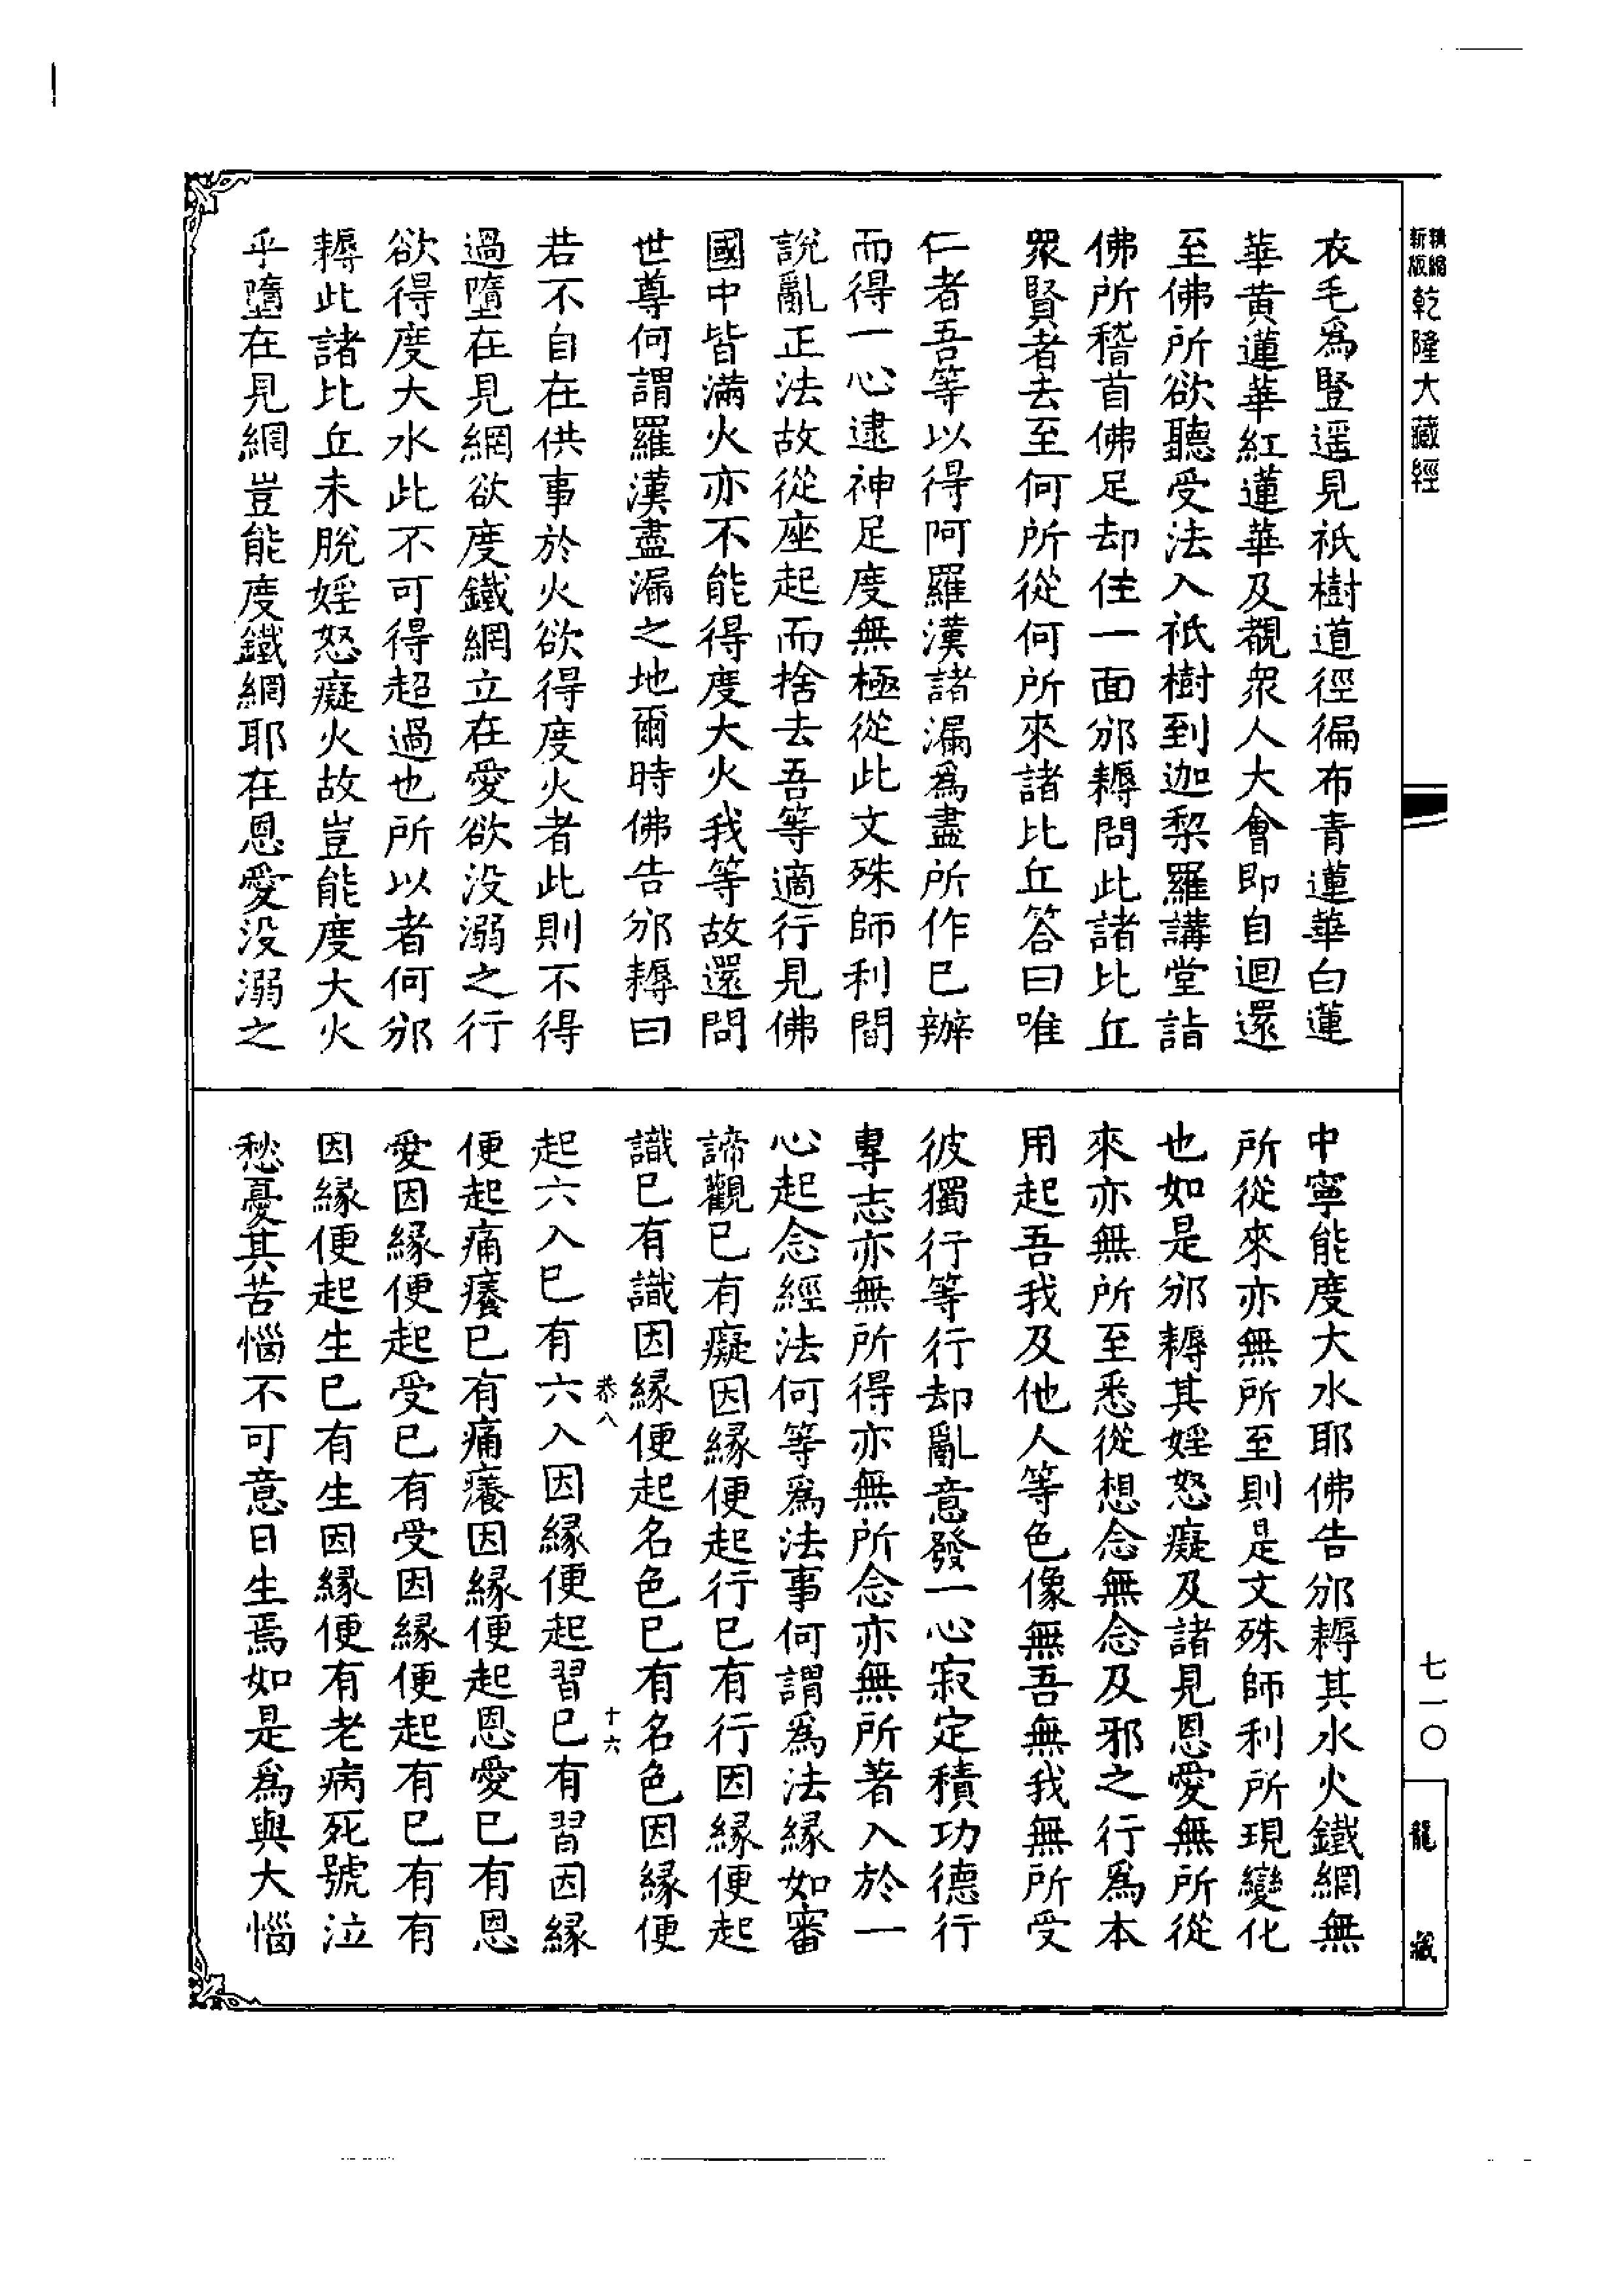 精縮新版乾隆大藏經
衣毛為豎遥見祇樹道徑徧布青蓮華白蓮
華黃蓮華紅蓮華及覩眾人大會即自迴還
至佛所欲聽受法入祇樹到迦梨羅講堂詣
佛所稽首佛足却住一面邠耨問此諸比丘
眾賢者去至何所從何所來諸比丘答曰唯
仁者吾等以得阿羅漢諸漏為盡所作已辦
而得一心逮神足度無極從此文殊師利聞
說亂正法故從座起而捨去吾等適行見佛
國中皆滿火亦不能得度大火我等故還問
世尊何謂羅漢盡漏之地爾時佛告邠耨曰
若不自在供事於火欲得度火者此則不得
過墮在見網欲度鐵網立在愛欲沒溺之行
欲得度大水此不可得超過也所以者何邠
耨此諸比丘未脫婬怒癡火故豈能度大火
乎墮在見網豈能度鐵網耶在恩愛沒溺之
中寧能度大水耶佛告邠耨其水火鐵網無
所從來亦無所至則是文殊師利所現變化
也如是邠耨其婬怒癡及諸見恩愛無所從
來亦無所至悉從想念無念及邪之行為本
用起吾我及他人等色像無吾無我無所受
彼獨行等行却亂意發一心寂定積功德行
專志亦無所得亦無所念亦無所著入於一
心起念經法何等為法事何謂為法緣如審
諦觀已有癡因緣便起行已有行因緣便起
識已有識因緣便起名色已有名色因緣便
起六入已有六入因緣便起習已有習因緣
便起痛癢已有痛癢因緣便起恩愛已有恩
愛因緣便起受已有受因緣便起有已有有
因緣便起生已有生因緣便有老病死號泣
愁憂其苦惱不可意日生焉如是為與大惱
恭八
十六
七一〇
龍藏